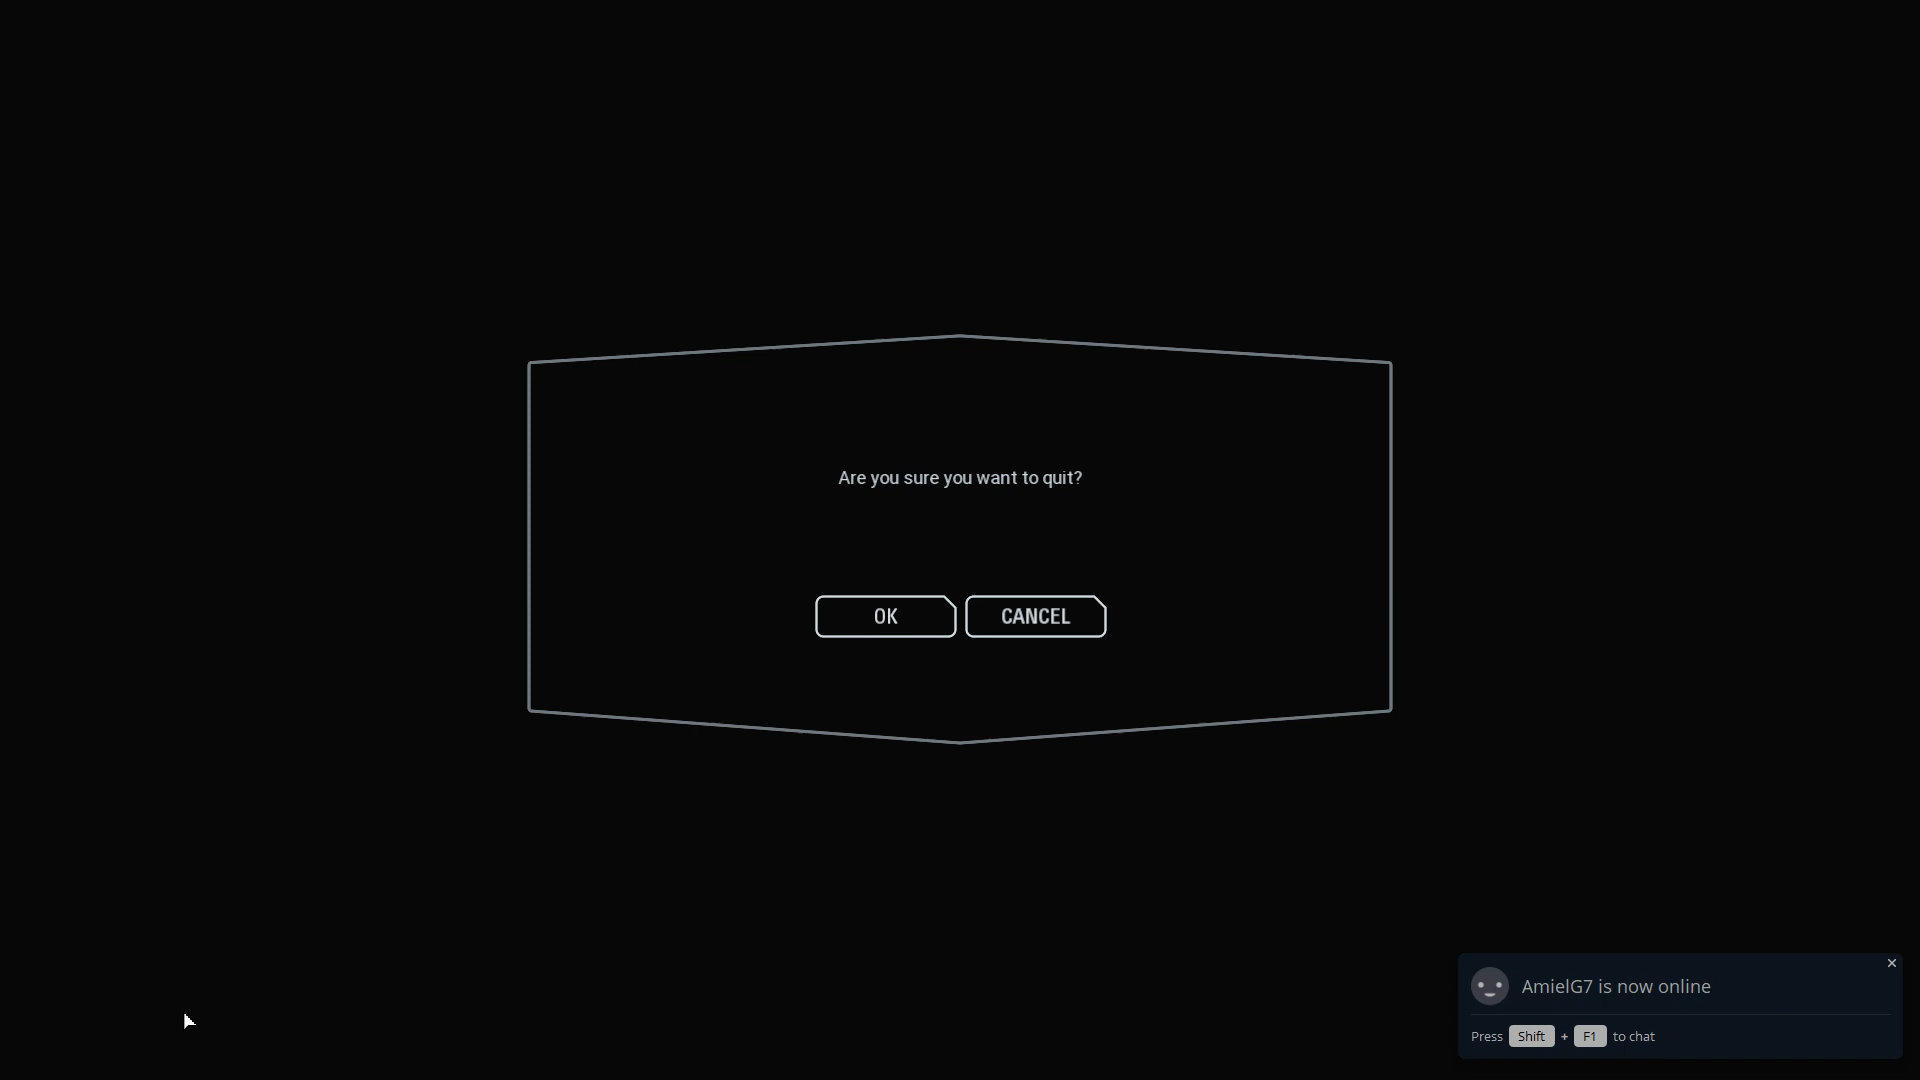 Are you sure you want to quit?
OK
CANCEL
AmielG7 is now online
Press Shift + F1 to chat